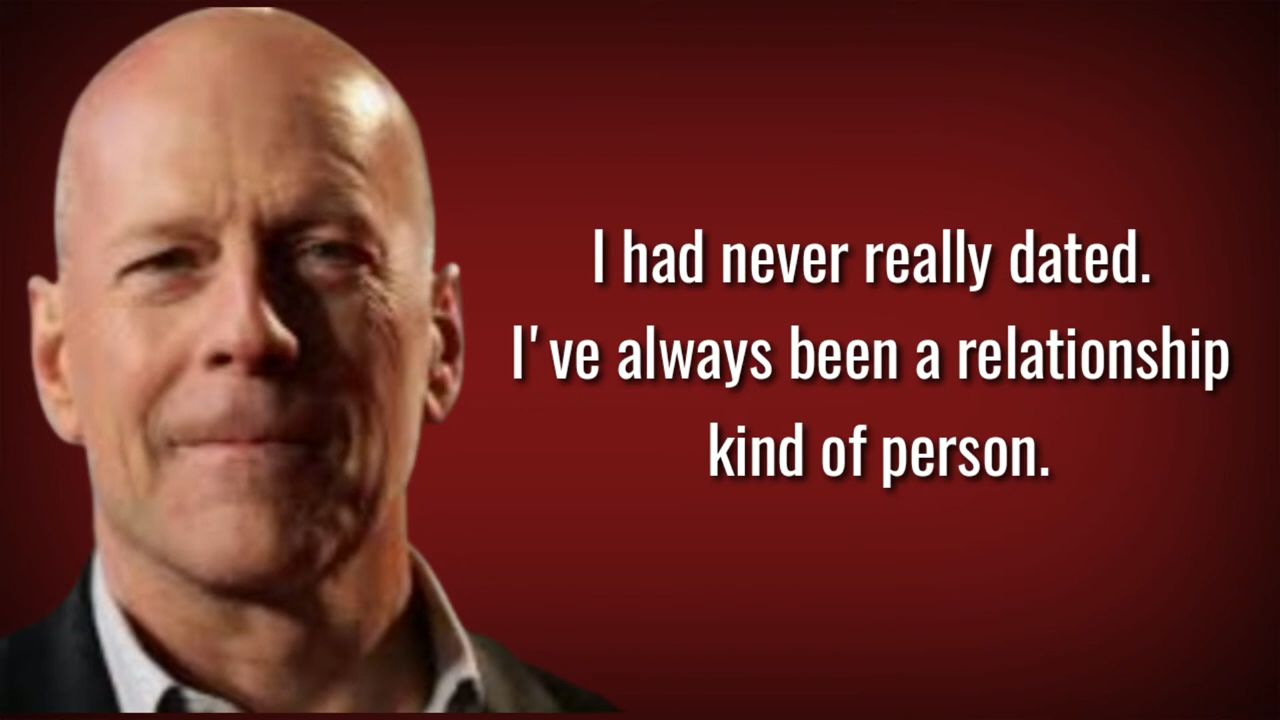 I had never really dated.
I've always been a relationship
kind of person.